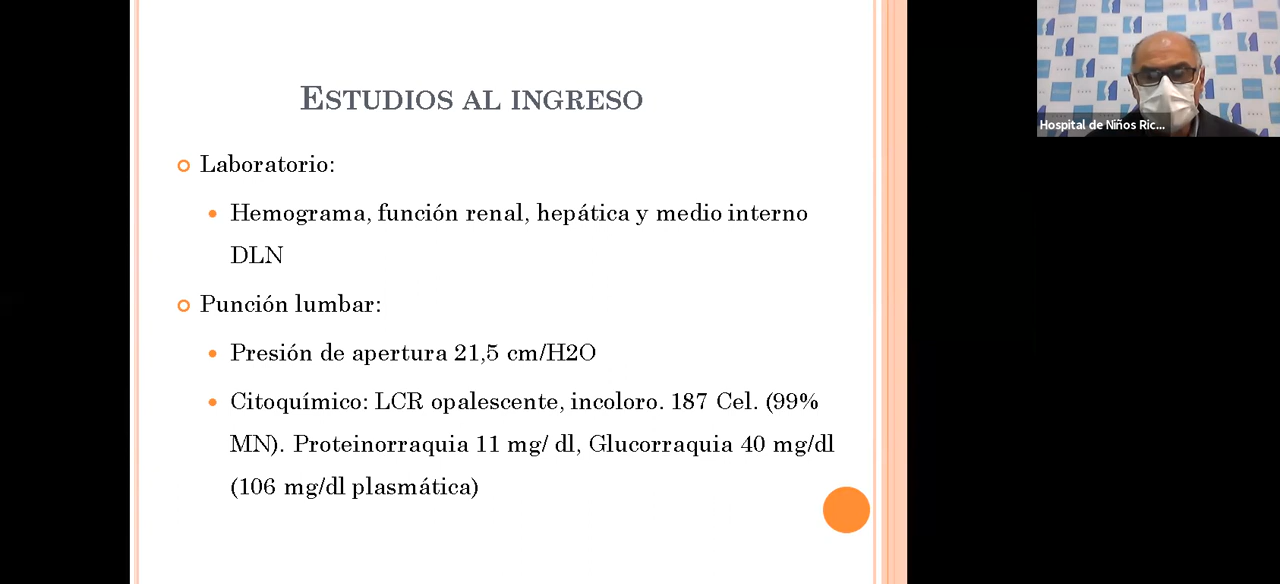 ESTUDIOS AL INGRESO
Laboratorio:
Hemograma, función renal, hepática y medio interno
DLN
Punción lumbar:
Presión de apertura 21,5 cm/H2O
Citoquímico: LCR opalescente, incoloro. 187 Cel. (99%
MN). Proteinorraquia 11 mg/ dl, Glucorraquia 40 mg/dl
(106 mg/dl plasmática)
Hospital de Niños Ric...